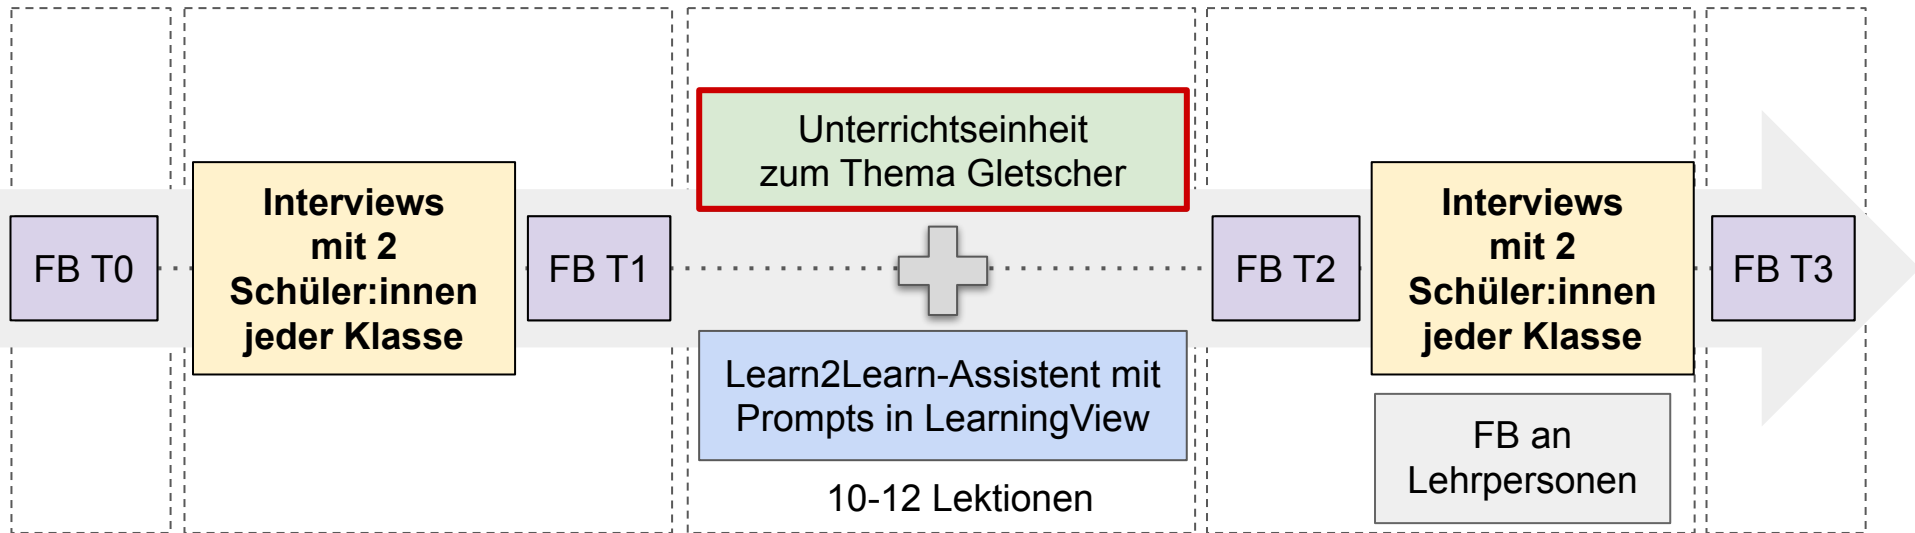 FB T0
Interviews
mit 2
Schüler:innen
jeder Klasse
FB T1
Unterrichtseinheit
zum Thema Gletscher
Learn2Learn-Assistent mit
Prompts in LearningView
10-12 Lektionen
FB T2
Interviews
mit 2
Schüler:innen
jeder Klasse
FB an
Lehrpersonen
FB T3